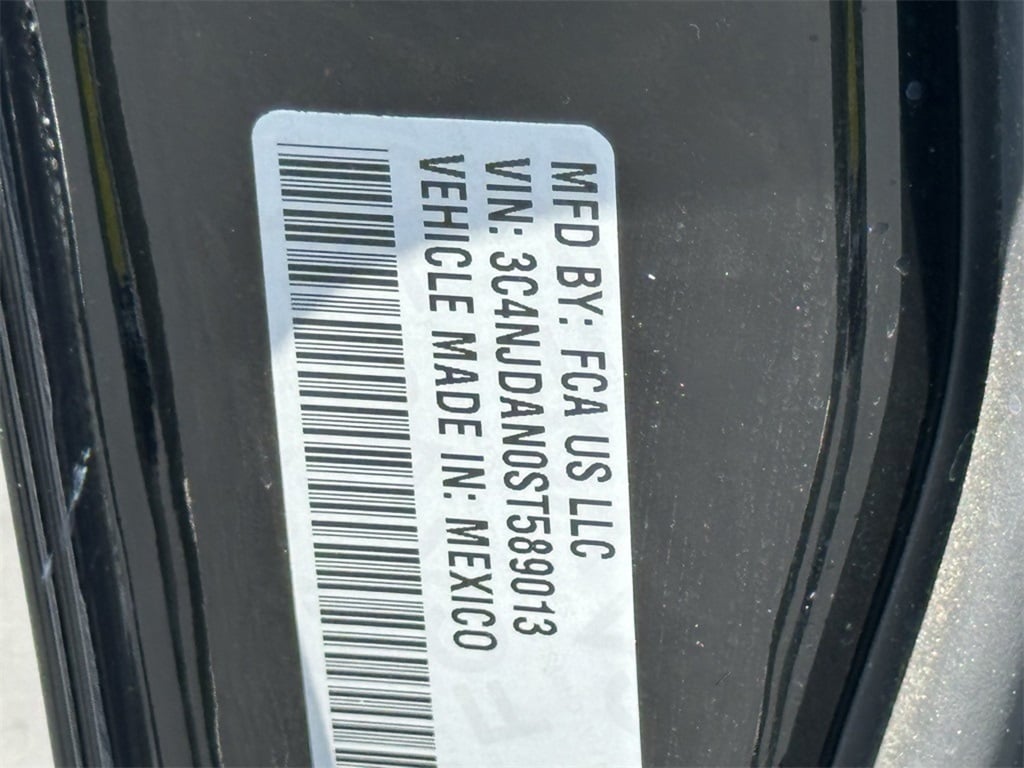 MFD BY: FCA US LLC
VIN: 3C4NJDAN0ST589013
VEHICLE MADE IN: MEXICO